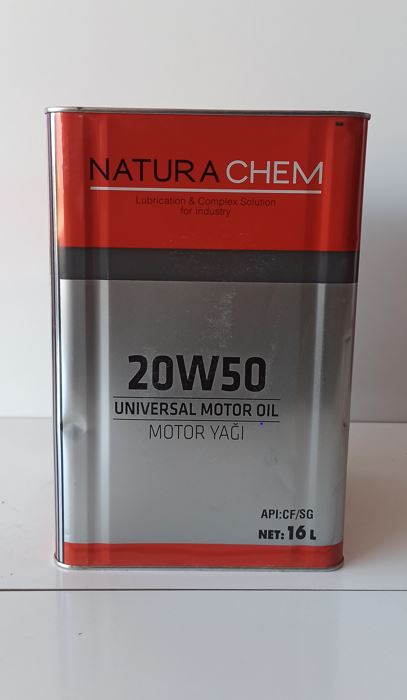 NATURA CHEM
Lubrication & Complex Solution
for Industry
20W50
UNIVERSAL MOTOR OIL
MOTOR YAĞI
API:CF/SG
NET: 16 L